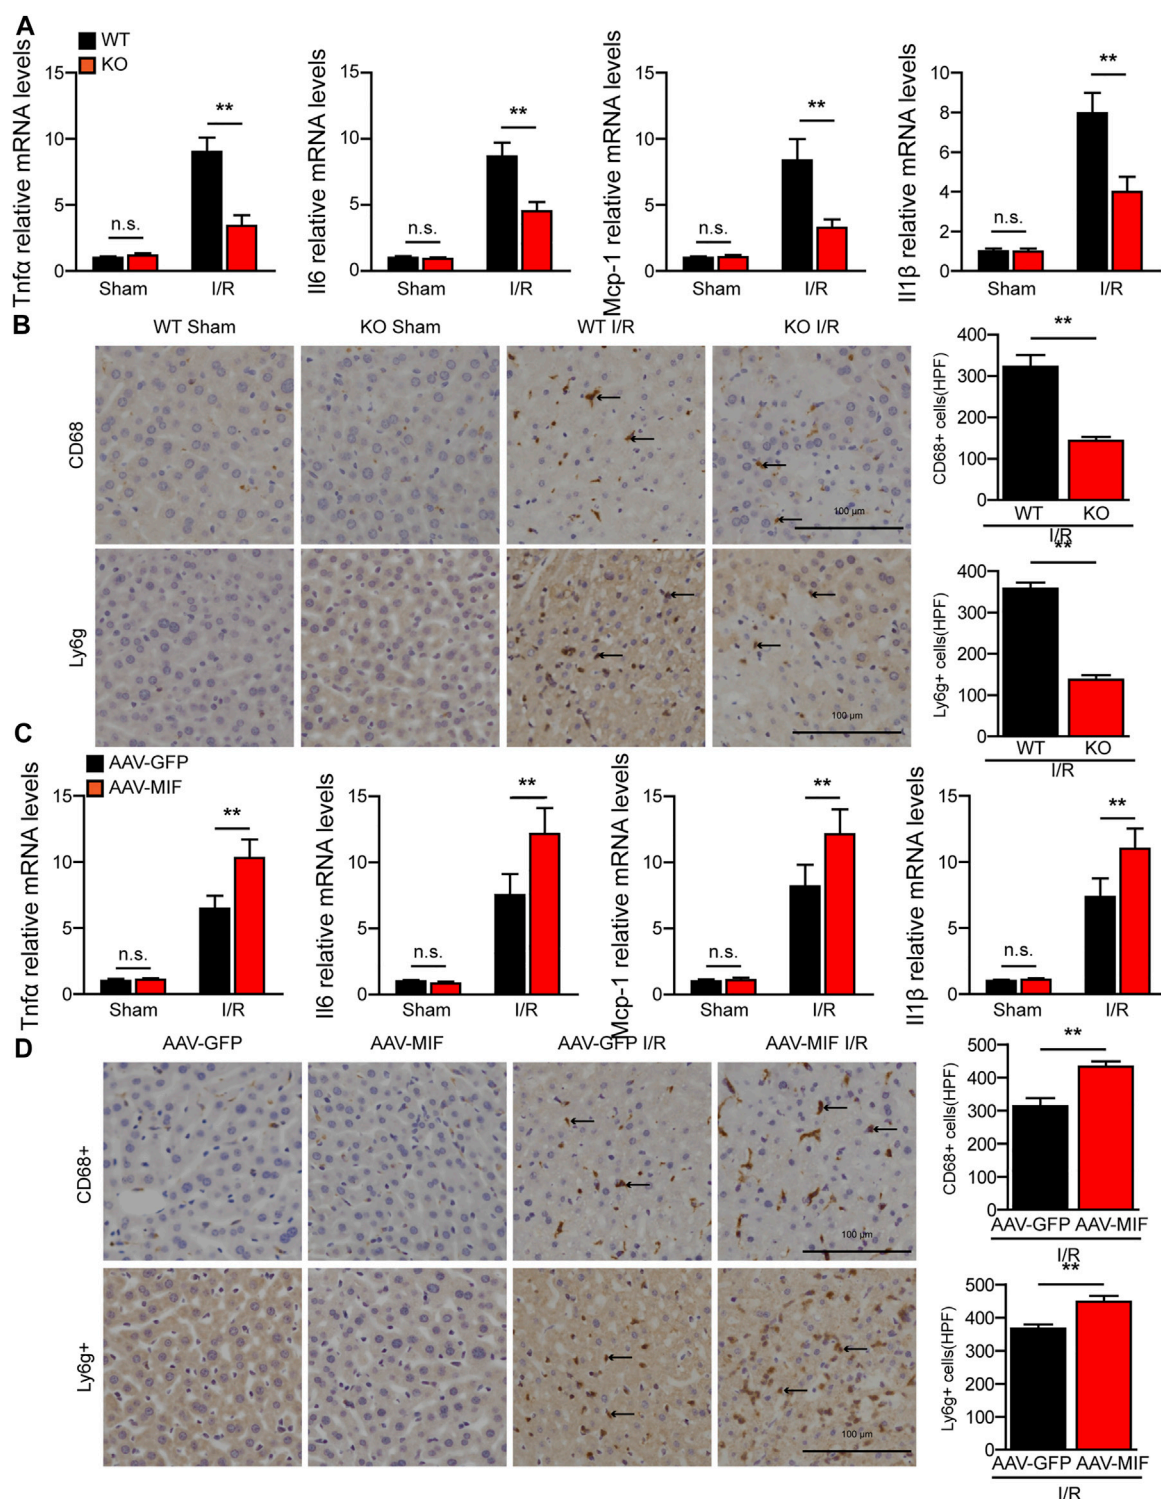 A
WT
KO
Tnfα relative mRNA levels
15
10
5
0
n.s.
**
Sham
I/R
Il6 relative mRNA levels
15
10
5
0
n.s.
**
Sham
I/R
Mcp-1 relative mRNA levels
15
10
5
0
n.s.
**
Sham
I/R
Il1β relative mRNA levels
10
8
6
4
2
0
n.s.
**
Sham
I/R
B
WT Sham
KO Sham
WT I/R
KO I/R
CD68
100 µm
CD68+ cells(HPF)
400
300
200
100
0
**
WT
KO
I/R
Ly6g
100 µm
Ly6g+ cells(HPF)
400
300
200
100
0
**
WT
KO
I/R
C
AAV-GFP
AAV-MIF
Tnfα relative mRNA levels
15
10
5
0
n.s.
**
Sham
I/R
Il6 relative mRNA levels
15
10
5
0
n.s.
**
Sham
I/R
Mcp-1 relative mRNA levels
15
10
5
0
n.s.
**
Sham
I/R
Il1β relative mRNA levels
15
10
5
0
n.s.
**
Sham
I/R
D
AAV-GFP
AAV-MIF
AAV-GFP I/R
AAV-MIF I/R
CD68+
100 µm
CD68+ cells(HPF)
500
400
300
200
100
0
**
AAV-GFP AAV-MIF
I/R
Ly6g+
100 µm
Ly6g+ cells(HPF)
500
400
300
200
100
0
**
AAV-GFP AAV-MIF
I/R